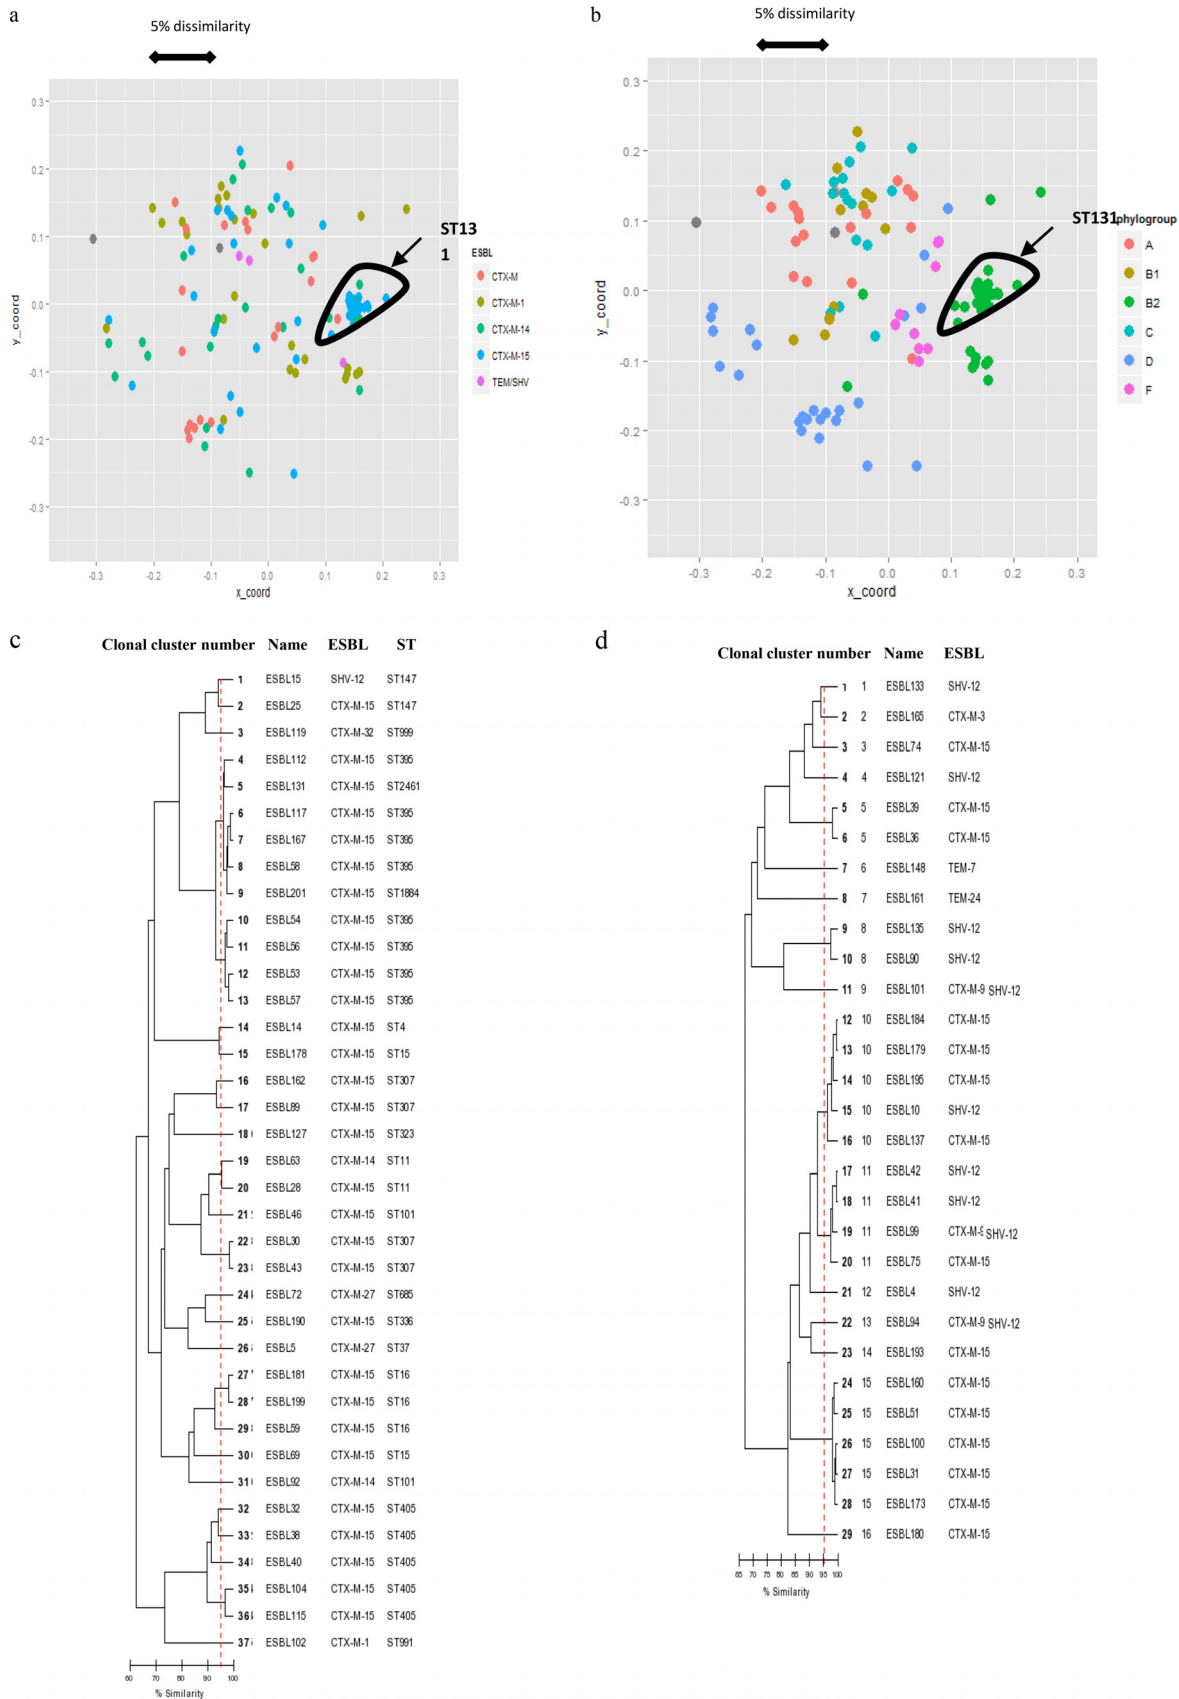 a
5% dissimilarity
0.3
0.2
0.1
0.0
-0.1
-0.2
-0.3
y_coord
-0.3 -0.2 -0.1 0.0 0.1 0.2 0.3
x_coord
ST13
1
ESBL
CTX-M
CTX-M-1
CTX-M-14
CTX-M-15
TEM/SHV
b
5% dissimilarity
0.3
0.2
0.1
0.0
-0.1
-0.2
-0.3
y_coord
-0.3 -0.2 -0.1 0.0 0.1 0.2 0.3
x_coord
ST131
phylogroup
A
B1
B2
C
D
F
c
Clonal cluster number Name ESBL ST
1 ESBL15 SHV-12 ST147
2 ESBL25 CTX-M-15 ST147
3 ESBL119 CTX-M-32 ST999
4 ESBL112 CTX-M-15 ST395
5 ESBL131 CTX-M-15 ST2461
6 ESBL117 CTX-M-15 ST395
7 ESBL167 CTX-M-15 ST395
8 ESBL58 CTX-M-15 ST395
9 ESBL201 CTX-M-15 ST1884
10 ESBL54 CTX-M-15 ST395
11 ESBL56 CTX-M-15 ST395
12 ESBL53 CTX-M-15 ST395
13 ESBL57 CTX-M-15 ST395
14 ESBL14 CTX-M-15 ST4
15 ESBL178 CTX-M-15 ST15
16 ESBL162 CTX-M-15 ST307
17 ESBL89 CTX-M-15 ST307
18 ESBL127 CTX-M-15 ST323
19 ESBL63 CTX-M-14 ST11
20 ESBL28 CTX-M-15 ST11
21 ESBL46 CTX-M-15 ST101
22 ESBL30 CTX-M-15 ST307
23 ESBL43 CTX-M-15 ST307
24 ESBL72 CTX-M-27 ST685
25 ESBL190 CTX-M-15 ST336
26 ESBL5 CTX-M-27 ST37
27 ESBL181 CTX-M-15 ST16
28 ESBL199 CTX-M-15 ST16
29 ESBL59 CTX-M-15 ST16
30 ESBL69 CTX-M-15 ST15
31 ESBL92 CTX-M-14 ST101
32 ESBL32 CTX-M-15 ST405
33 ESBL38 CTX-M-15 ST405
34 ESBL40 CTX-M-15 ST405
35 ESBL104 CTX-M-15 ST405
36 ESBL115 CTX-M-15 ST405
37 ESBL102 CTX-M-1 ST991
60 70 80 90 100
% Similarity
d
Clonal cluster number Name ESBL
1 1 ESBL133 SHV-12
2 2 ESBL165 CTX-M-3
3 3 ESBL74 CTX-M-15
4 4 ESBL121 SHV-12
5 5 ESBL39 CTX-M-15
6 5 ESBL36 CTX-M-15
7 6 ESBL148 TEM-7
8 7 ESBL161 TEM-24
9 8 ESBL135 SHV-12
10 8 ESBL90 SHV-12
11 9 ESBL101 CTX-M-9 SHV-12
12 10 ESBL184 CTX-M-15
13 10 ESBL179 CTX-M-15
14 10 ESBL195 CTX-M-15
15 10 ESBL10 SHV-12
16 10 ESBL137 CTX-M-15
17 11 ESBL42 SHV-12
18 11 ESBL41 SHV-12
19 11 ESBL99 CTX-M-9 SHV-12
20 11 ESBL75 CTX-M-15
21 12 ESBL4 SHV-12
22 13 ESBL94 CTX-M-9 SHV-12
23 14 ESBL193 CTX-M-15
24 15 ESBL160 CTX-M-15
25 15 ESBL51 CTX-M-15
26 15 ESBL100 CTX-M-15
27 15 ESBL31 CTX-M-15
28 15 ESBL173 CTX-M-15
29 16 ESBL180 CTX-M-15
65 70 75 80 85 90 95 100
% Similarity